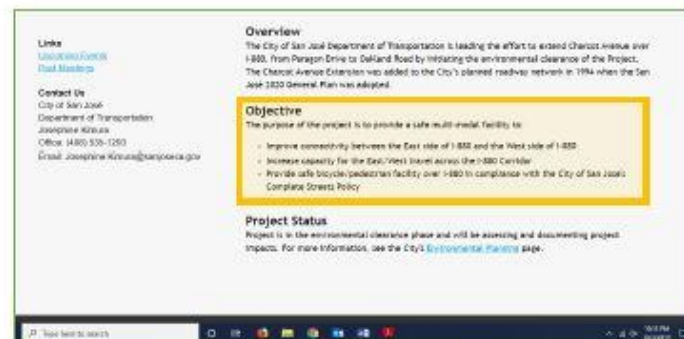 Links
Upcoming Events
Past Meetings
Contact Us
City of San José
Department of Transportation
Josephine Kimura
Office: (408) 535-1293
Email: Josephine.Kimura@sanjoseca.gov
Overview
The City of San José Department of Transportation is leading the effort to extend Charcot Avenue over
I-880, from Paragon Drive to Oakland Road by initiating the environmental clearance of the Project.
The Charcot Avenue Extension was added to the City's planned roadway network in 1994 when the San
José 2020 General Plan was adopted.
Objective
The purpose of the project is to provide a safe multi-modal facility to:
- Improve connectivity between the East side of I-880 and the West side of I-880
- Increase capacity for the East/West travel across the I-880 Corridor
- Provide safe bicycle/pedestrian facility over I-880 in compliance with the City of San José's
Complete Streets Policy
Project Status
Project is in the environmental clearance phase and will be assessing and documenting project
impacts. For more information, see the City's Environmental Planning page.
Type here to search